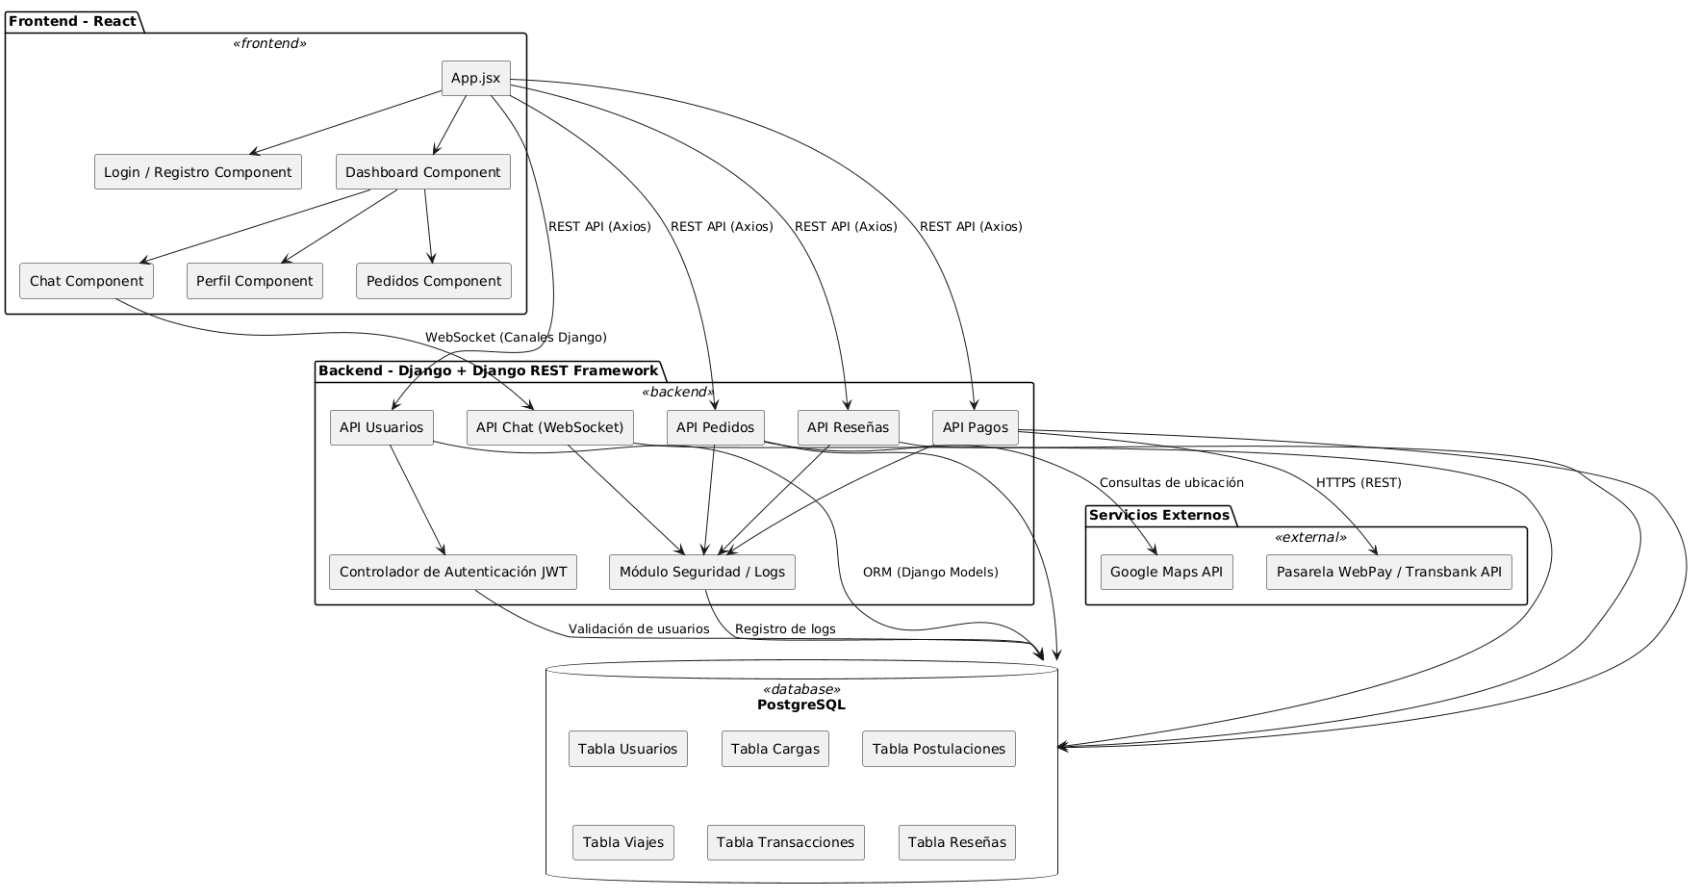 Frontend - React
«frontend»
App.jsx
Login / Registro Component
Dashboard Component
REST API (Axios)
REST API (Axios)
REST API (Axios)
REST API (Axios)
Chat Component
Perfil Component
Pedidos Component
WebSocket (Canales Django)
Backend - Django + Django REST Framework
«backend»
API Usuarios
API Chat (WebSocket)
API Pedidos
API Reseñas
API Pagos
Consultas de ubicación
HTTPS (REST)
Servicios Externos
«external»
Controlador de Autenticación JWT
Módulo Seguridad / Logs
ORM (Django Models)
Google Maps API
Pasarela WebPay / Transbank API
Validación de usuarios
Registro de logs
«database»
PostgreSQL
Tabla Usuarios
Tabla Cargas
Tabla Postulaciones
Tabla Viajes
Tabla Transacciones
Tabla Reseñas